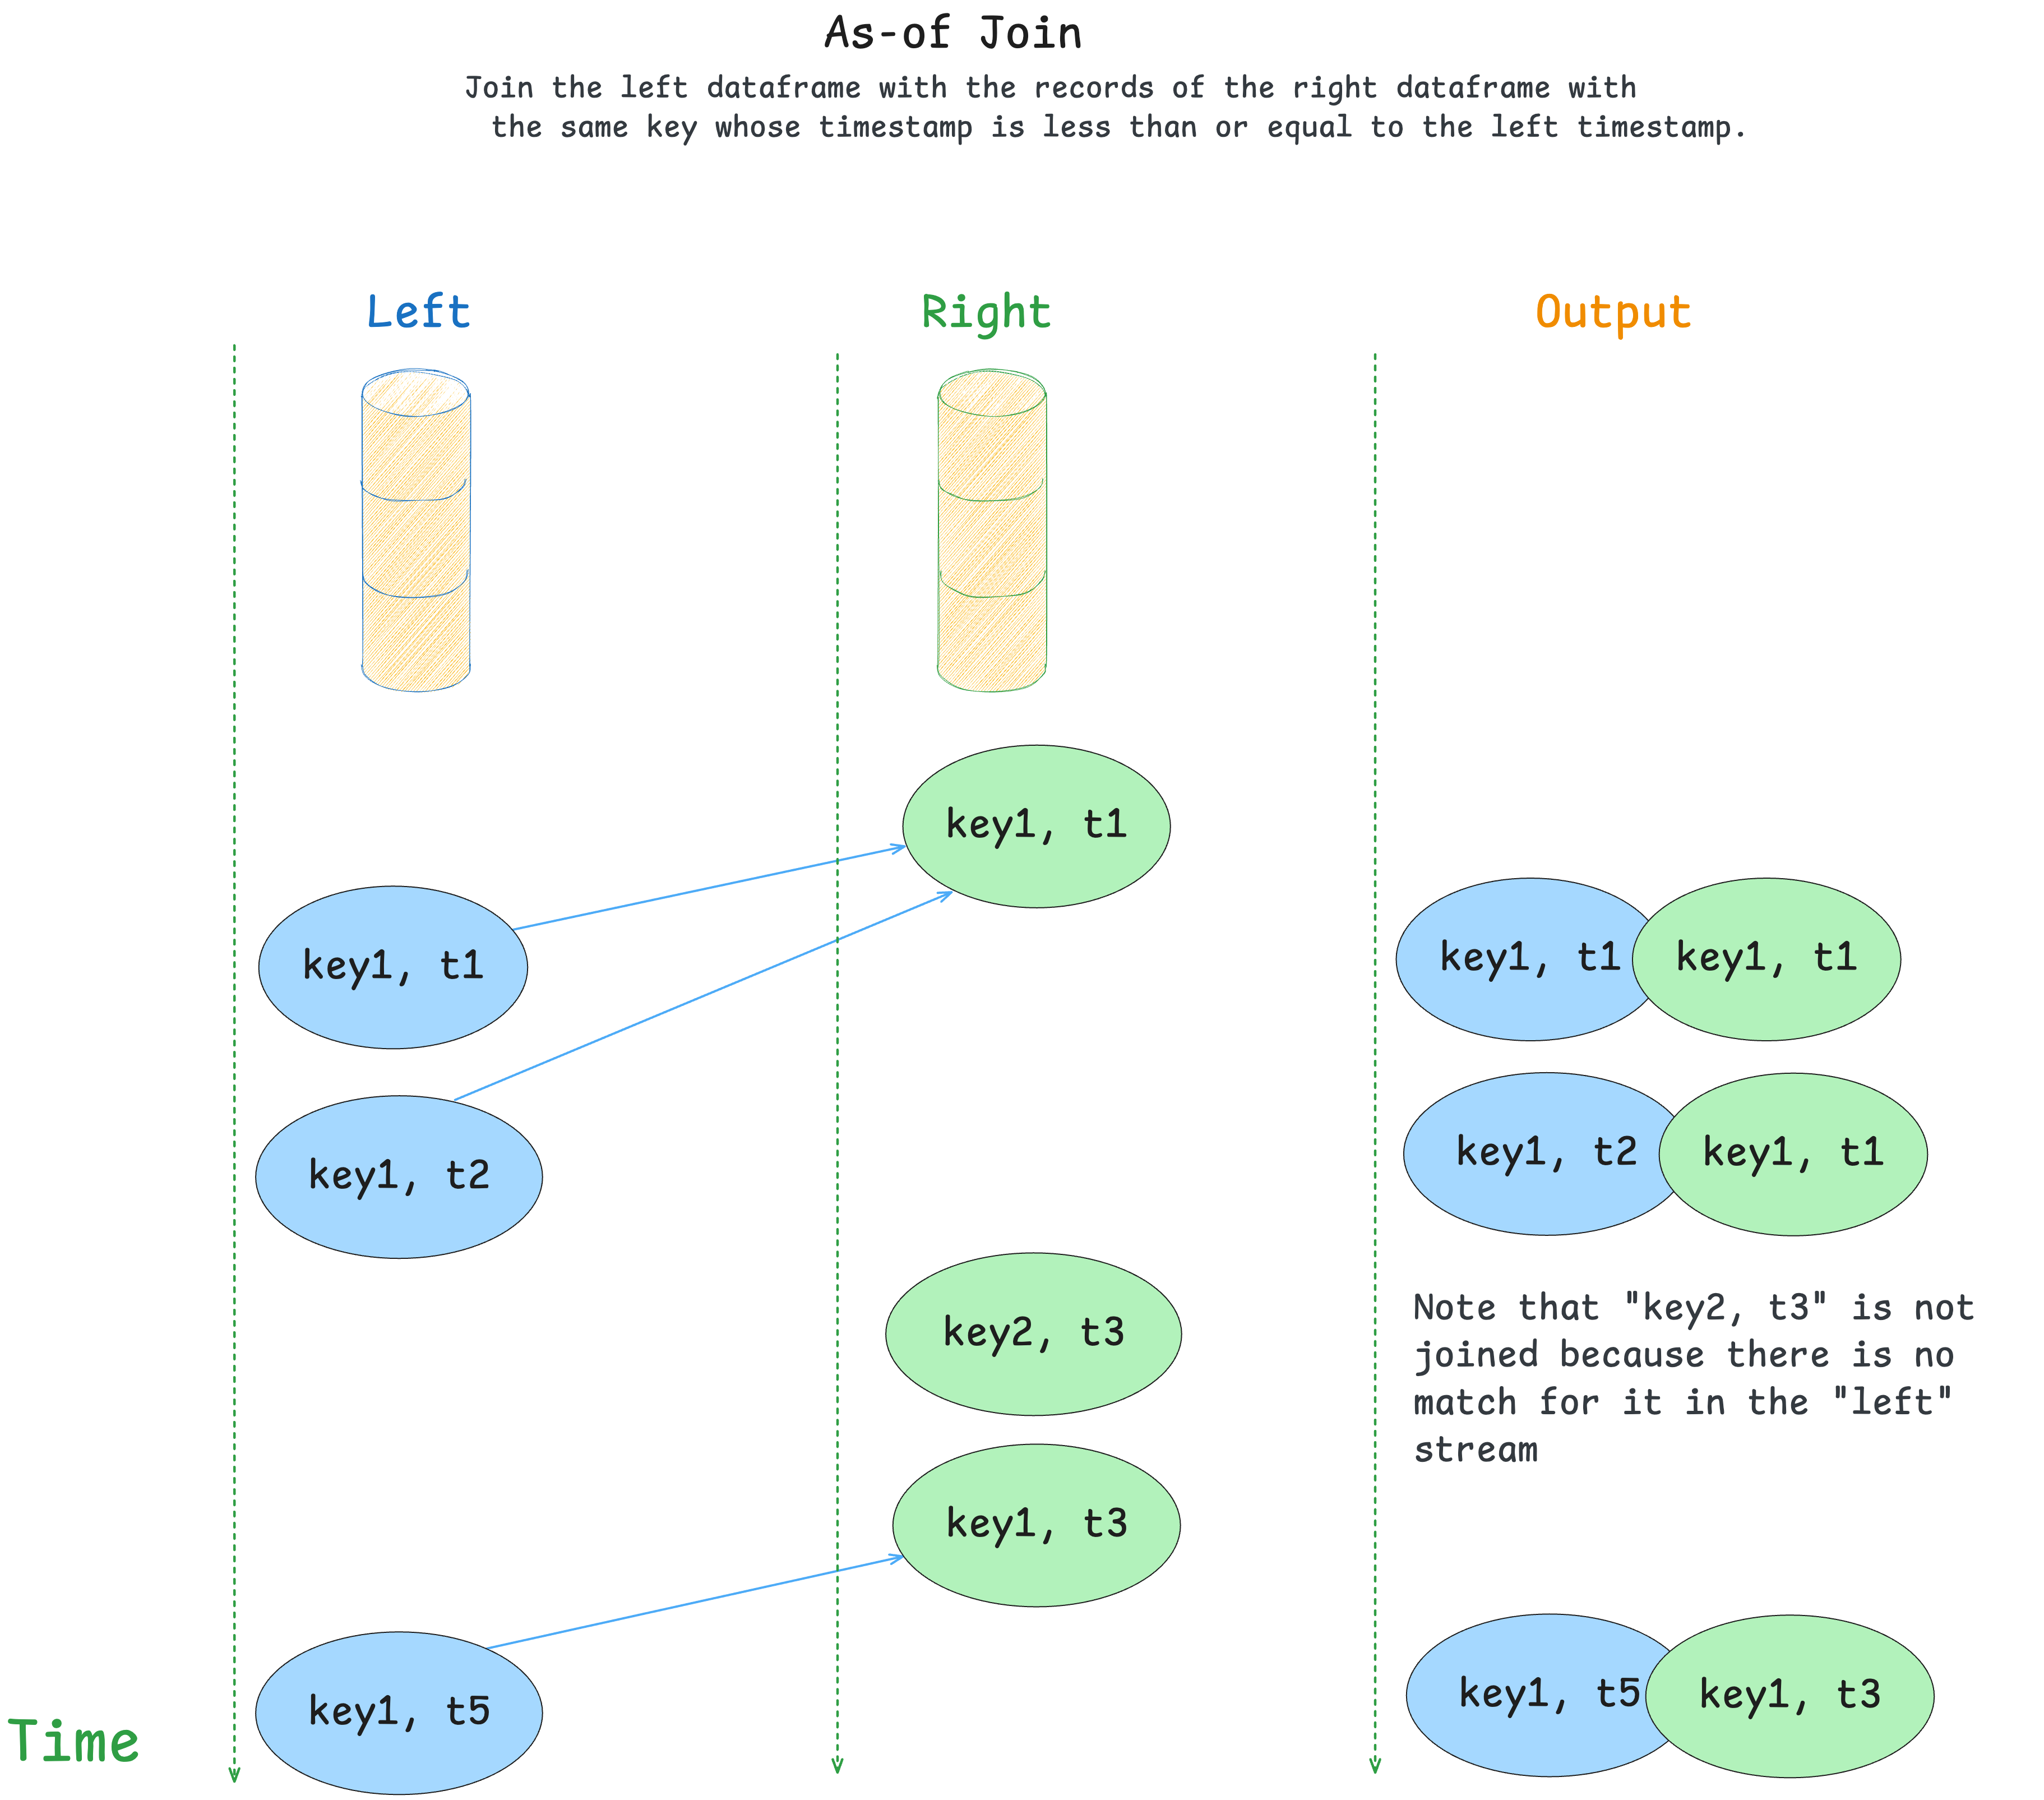 As-of Join
Join the left dataframe with the records of the right dataframe with
the same key whose timestamp is less than or equal to the left timestamp.
Left
Right
Output
key1, t1
key1, t1
key1, t1
key1, t1
key1, t2
key1, t2
key1, t1
key2, t3
Note that "key2, t3" is not
joined because there is no
match for it in the "left"
stream
key1, t3
key1, t5
key1, t5
key1, t3
Time